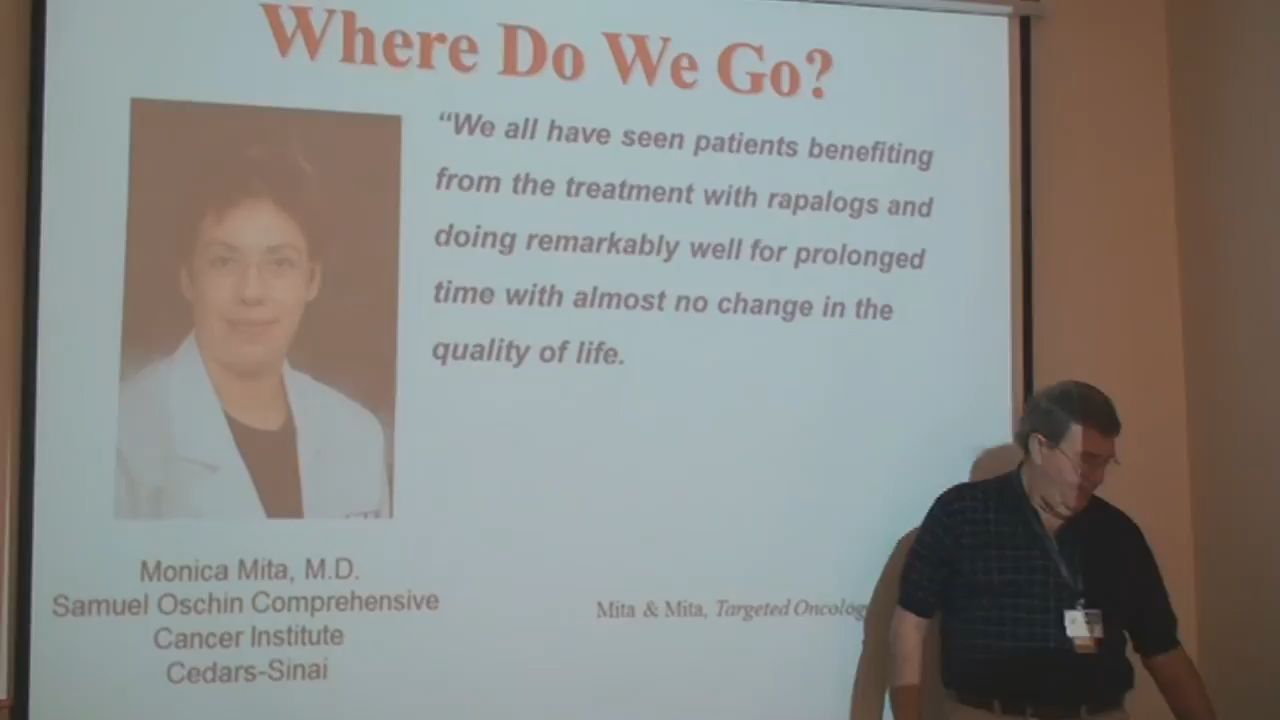 Where Do We Go?
“We all have seen patients benefiting
from the treatment with rapalogs and
doing remarkably well for prolonged
time with almost no change in the
quality of life.
Monica Mita, M.D.
Samuel Oschin Comprehensive
Cancer Institute
Cedars-Sinai
Mita & Mita, Targeted